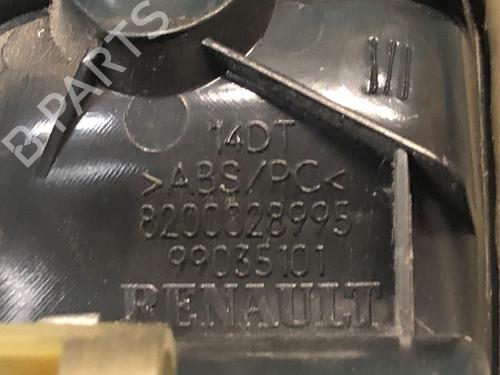 B-PARTS
14DT
>ABS/PC<
8200028995
99035101
RENAULT